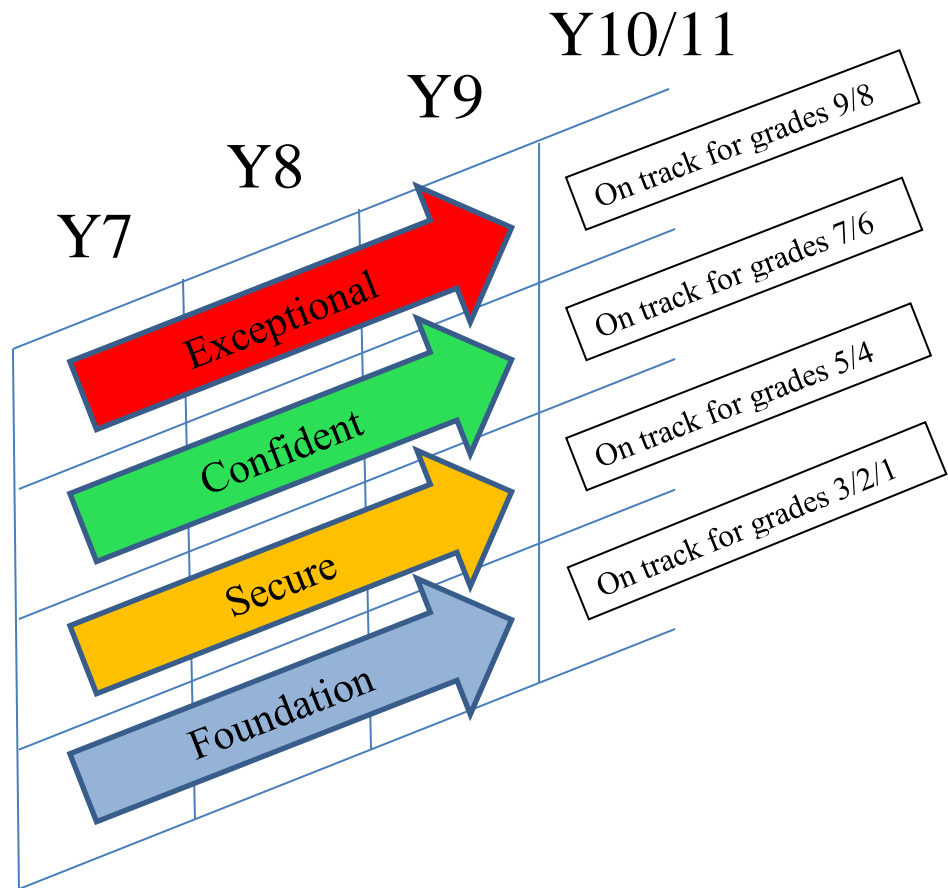 Y7
Y8
Y9
Y10/11
Exceptional
On track for grades 9/8
Confident
On track for grades 7/6
Secure
On track for grades 5/4
Foundation
On track for grades 3/2/1